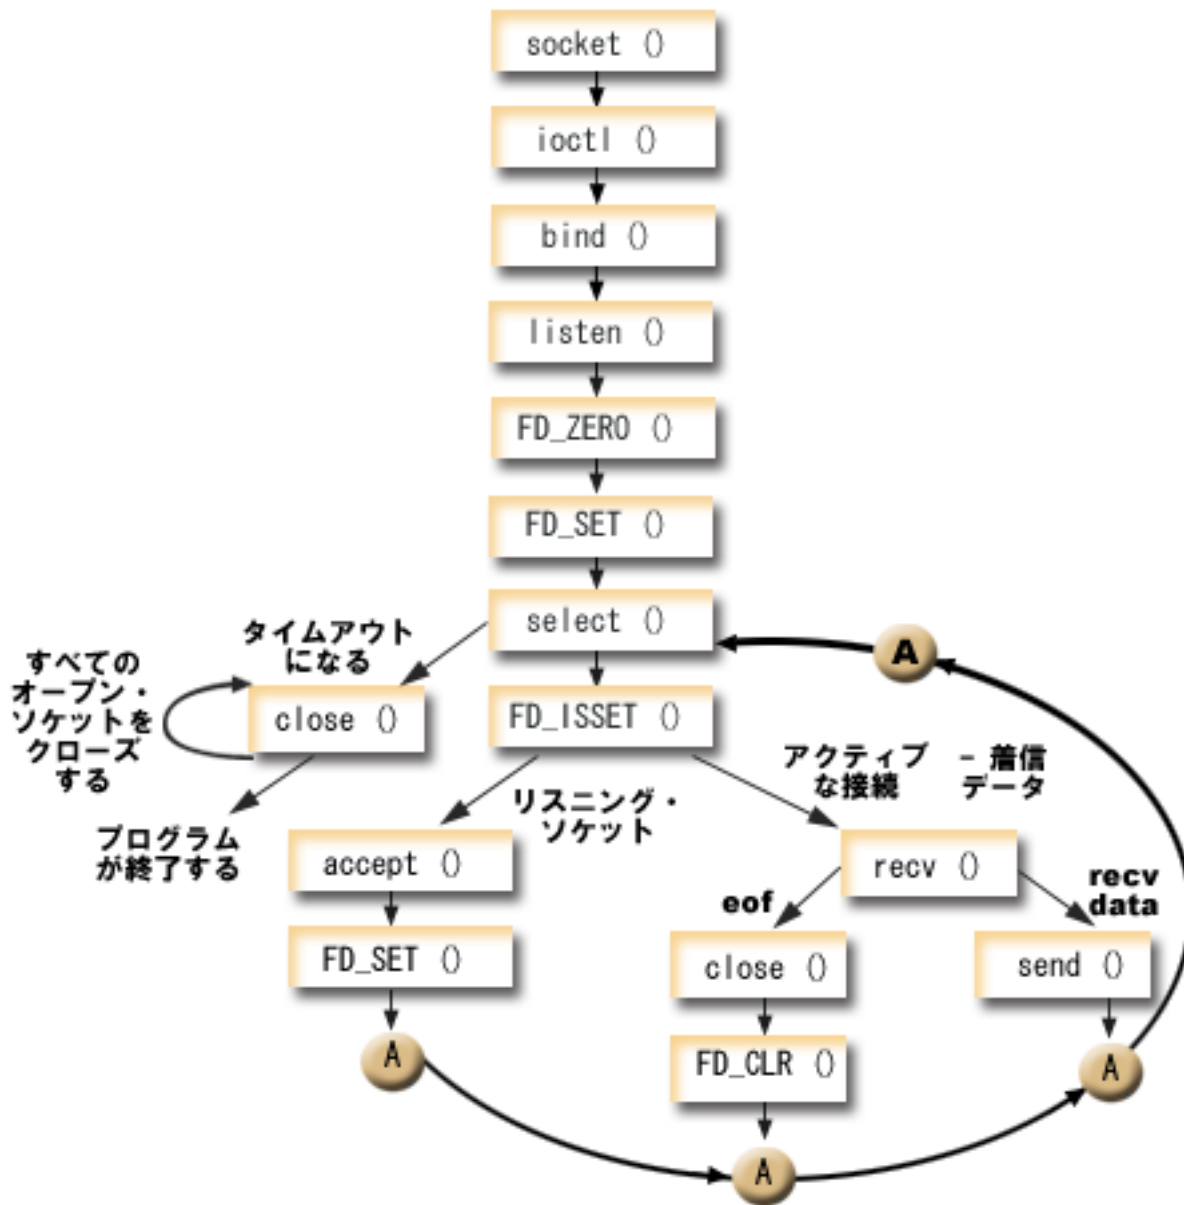 socket ()
ioctl ()
bind ()
listen ()
FD_ZERO ()
FD_SET ()
select ()
A
タイムアウト
になる
すべての
オープン・
ソケットを
クローズ
する
close ()
プログラム
が終了する
FD_ISSET ()
リスニング・
ソケット
アクティブ － 着信
な接続 データ
accept ()
FD_SET ()
A
recv ()
eof
recv
data
close ()
FD_CLR ()
A
send ()
A